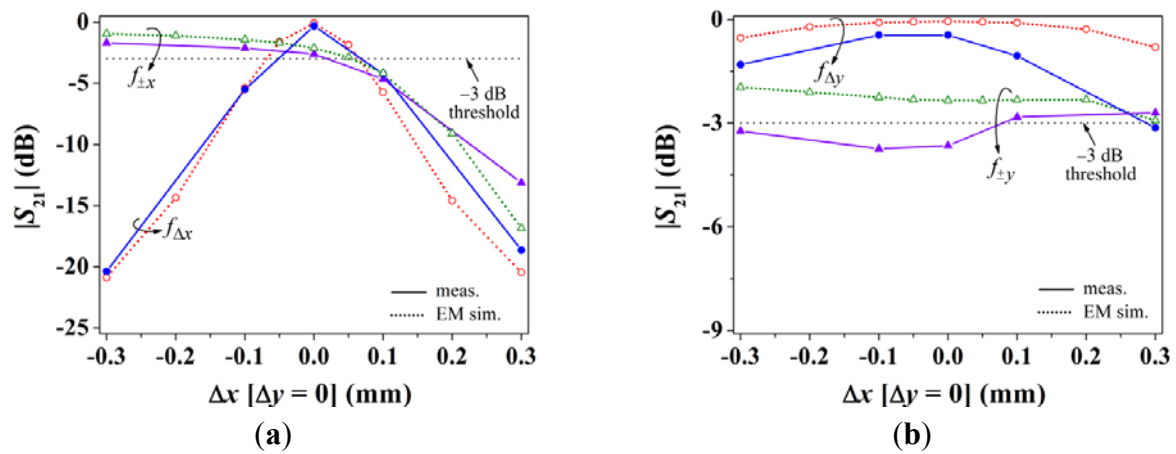 0
-5
-10
-15
-20
-25
|S21| (dB)
f±x
−3 dB
threshold
fΔx
meas.
EM sim.
-0.3 -0.2 -0.1 0.0 0.1 0.2 0.3
Δx [Δy = 0] (mm)
(a)
0
-3
-6
-9
|S21| (dB)
fΔy
−3 dB
threshold
f±y
meas.
EM sim.
-0.3 -0.2 -0.1 0.0 0.1 0.2 0.3
Δx [Δy = 0] (mm)
(b)